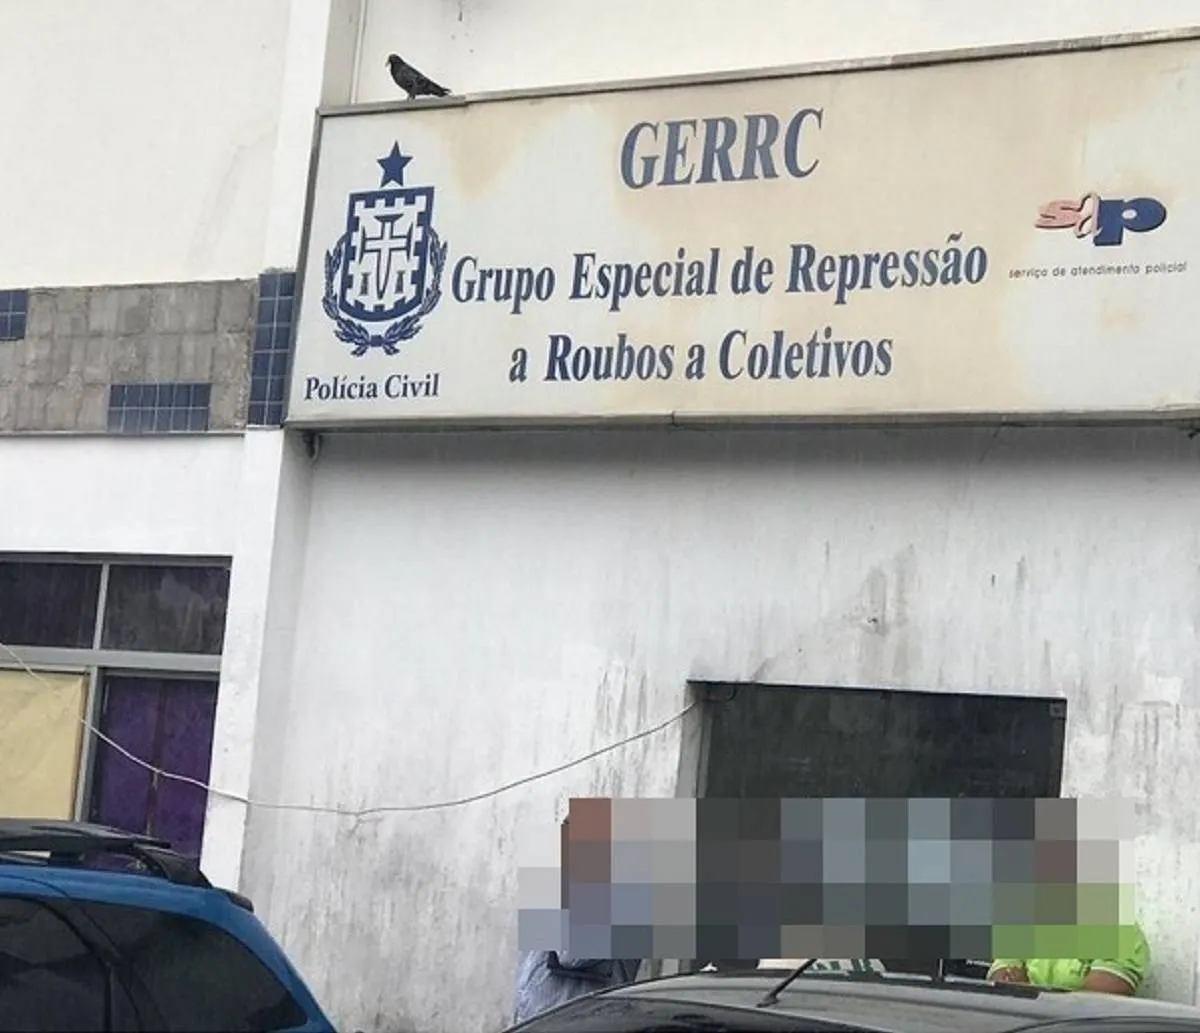 GERRC
Grupo Especial de Repressão
a Roubos a Coletivos
Polícia Civil
sap
serviço de atendimento policial